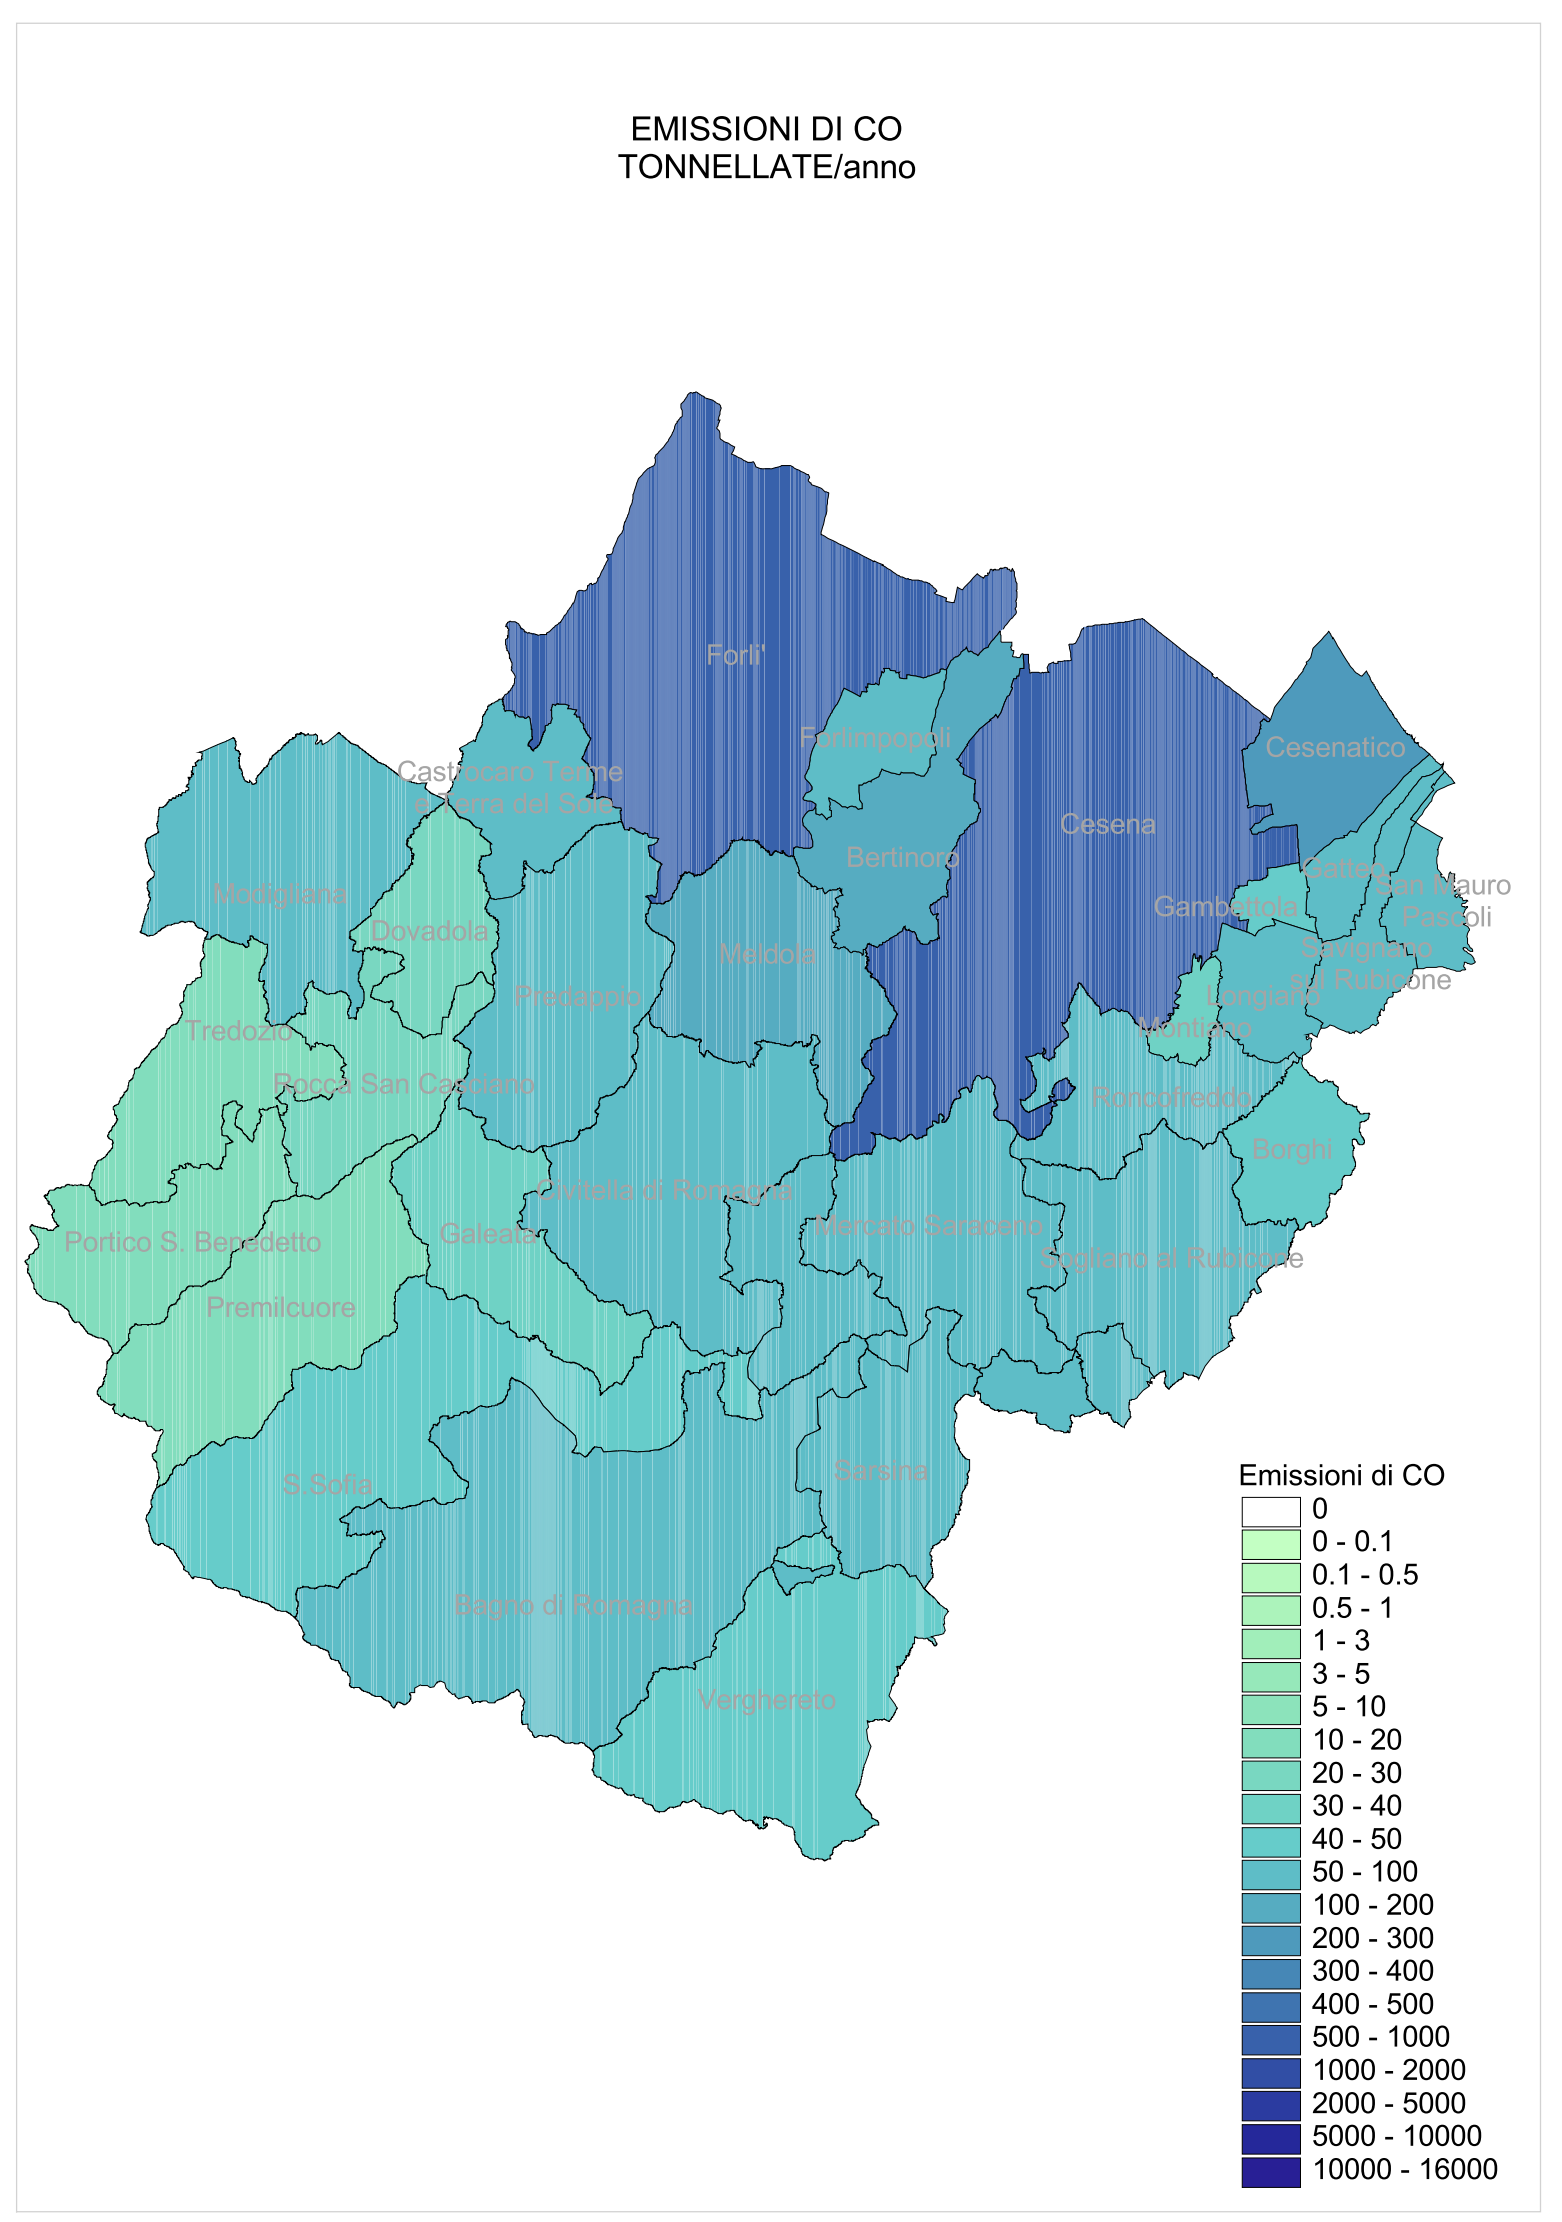 EMISSIONI DI CO
TONNELLATE/anno
Forli'
Forlimpopoli
Cesenatico
Castrocaro Terme
e Terra del Sole
Cesena
Bertinoro
Gatteo
San Mauro
Pascoli
Modigliana
Gambettola
Dovadola
Meldola
Savignano
sul Rubicone
Predappio
Longiano
Tredozio
Montiano
Rocca San Casciano
Roncofreddo
Borghi
Civitella di Romagna
Mercato Saraceno
Galeata
Portico S. Benedetto
Sogliano al Rubicone
Premilcuore
Sarsina
S.Sofia
Bagno di Romagna
Verghereto
Emissioni di CO
0
0 - 0.1
0.1 - 0.5
0.5 - 1
1 - 3
3 - 5
5 - 10
10 - 20
20 - 30
30 - 40
40 - 50
50 - 100
100 - 200
200 - 300
300 - 400
400 - 500
500 - 1000
1000 - 2000
2000 - 5000
5000 - 10000
10000 - 16000